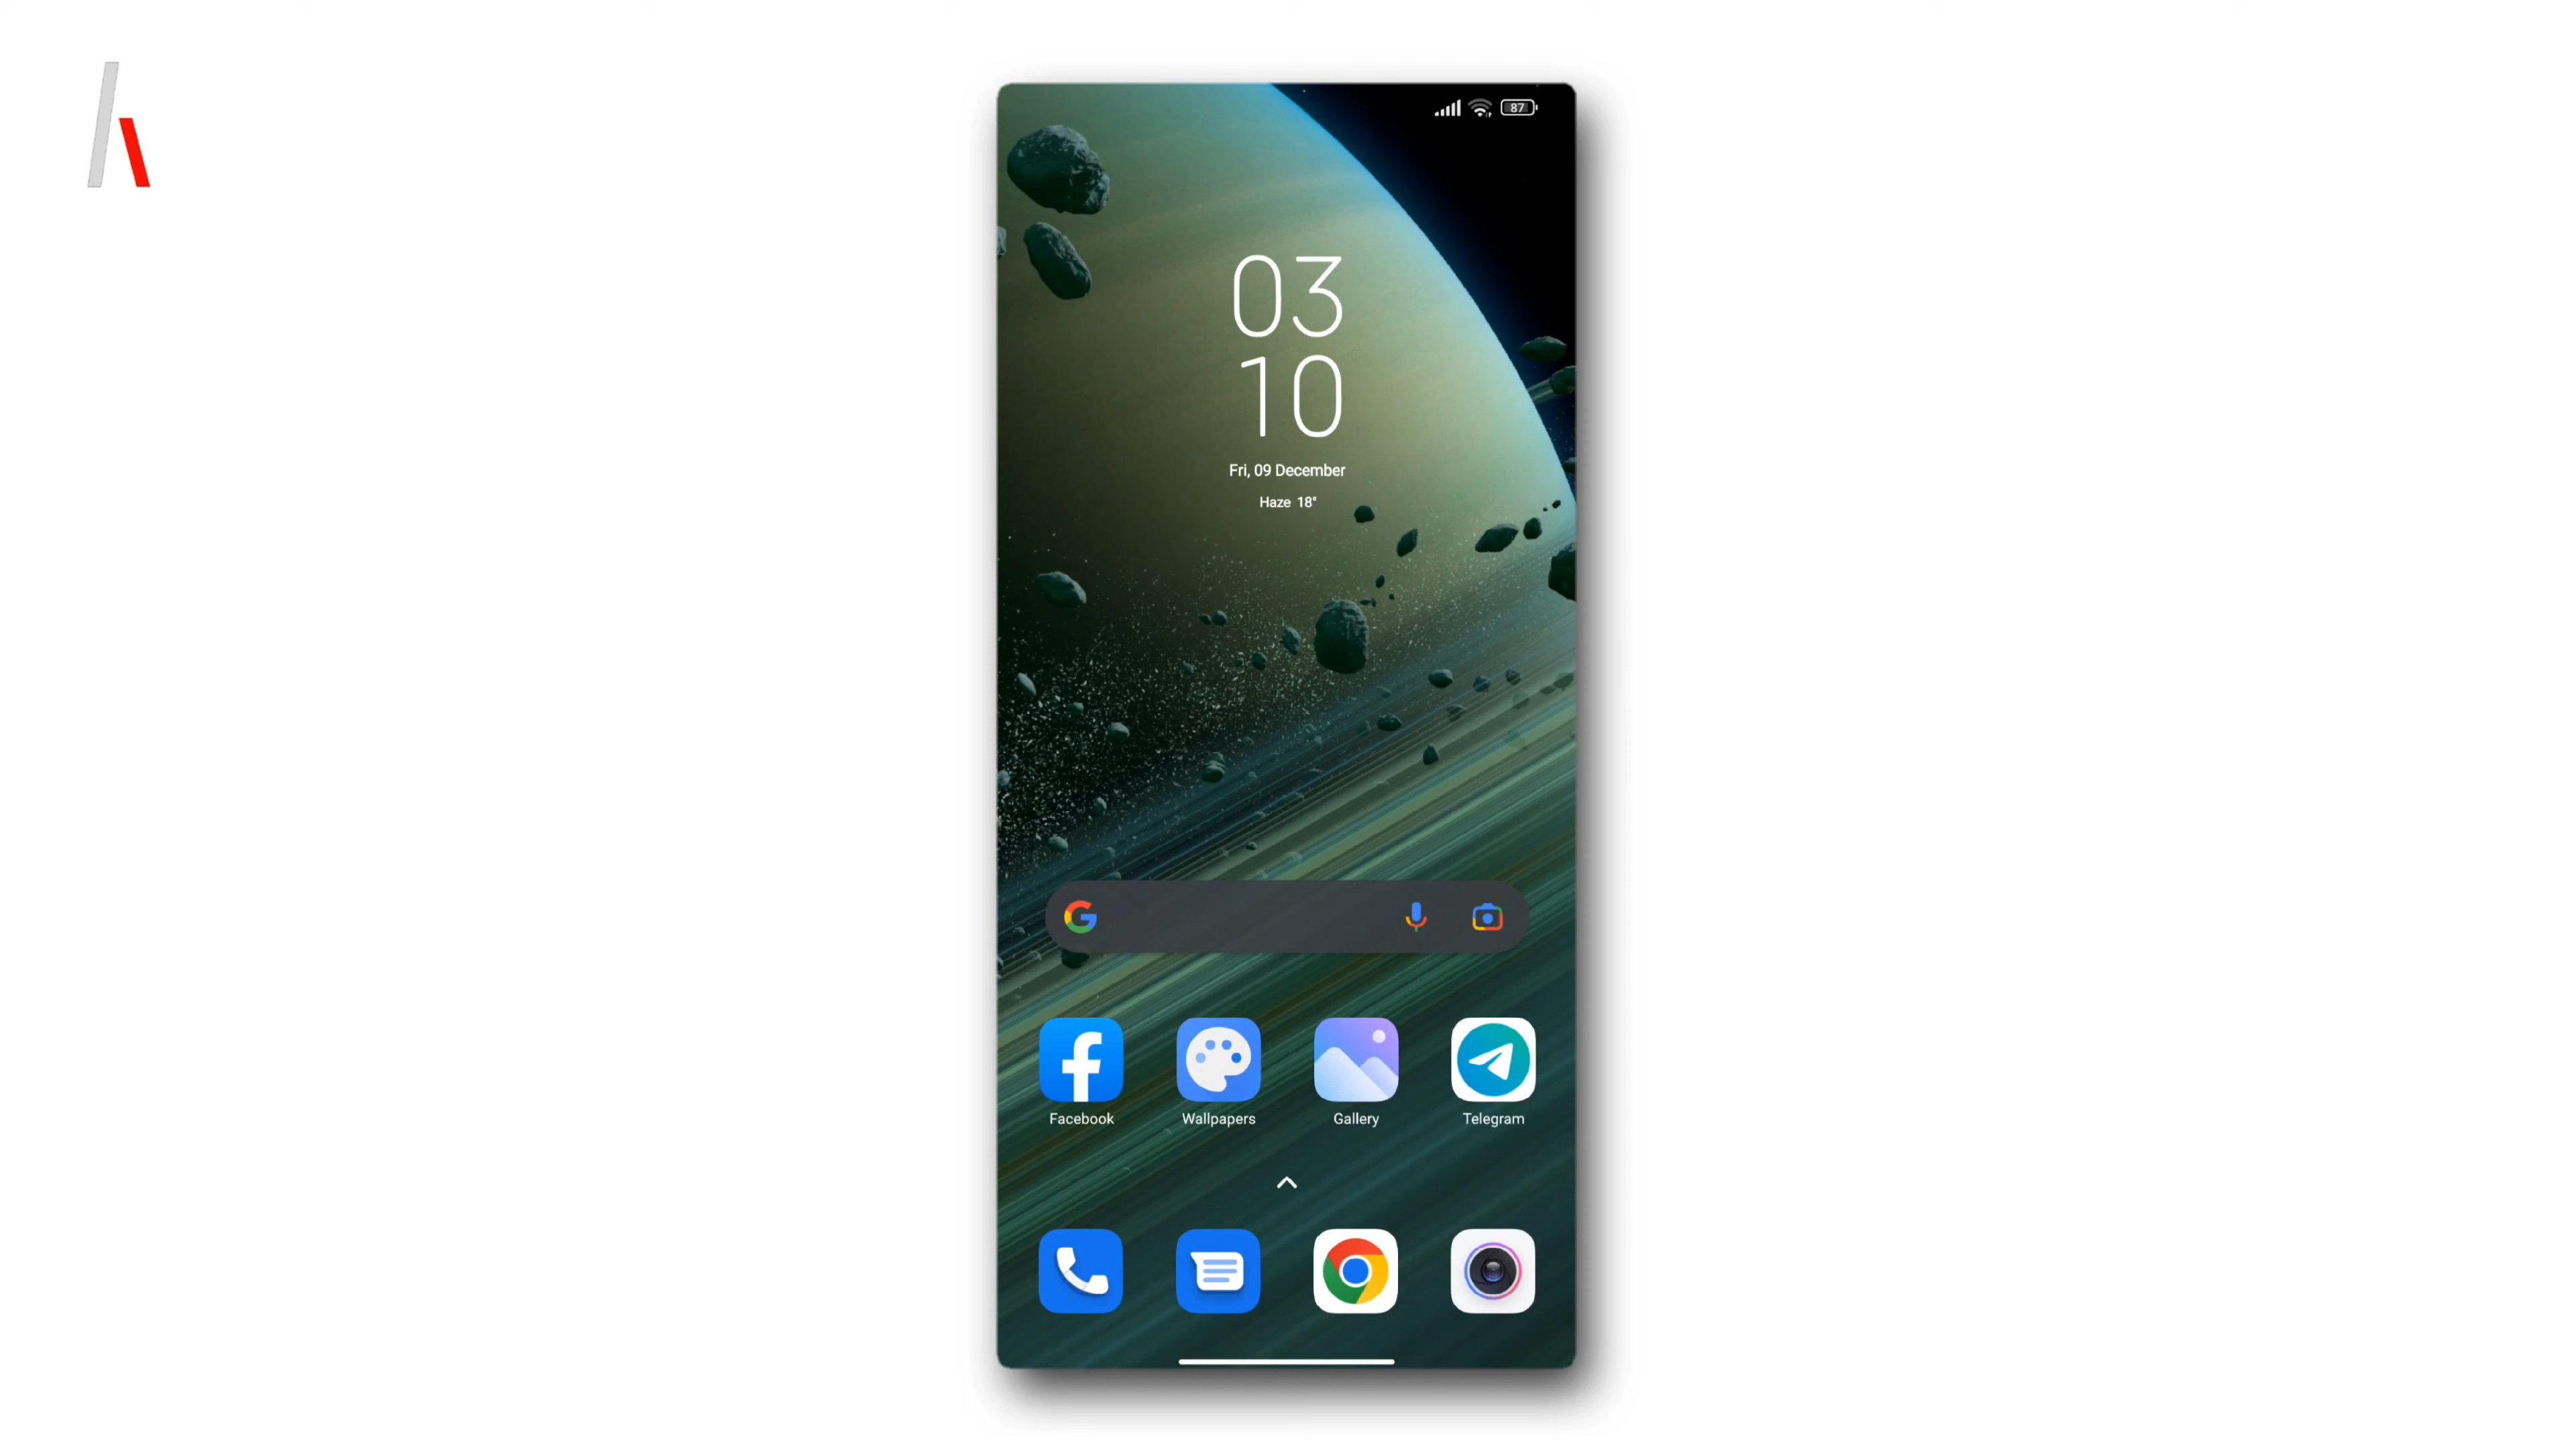 87
03
10
Fri, 09 December
Haze 18°
Facebook
Wallpapers
Gallery
Telegram